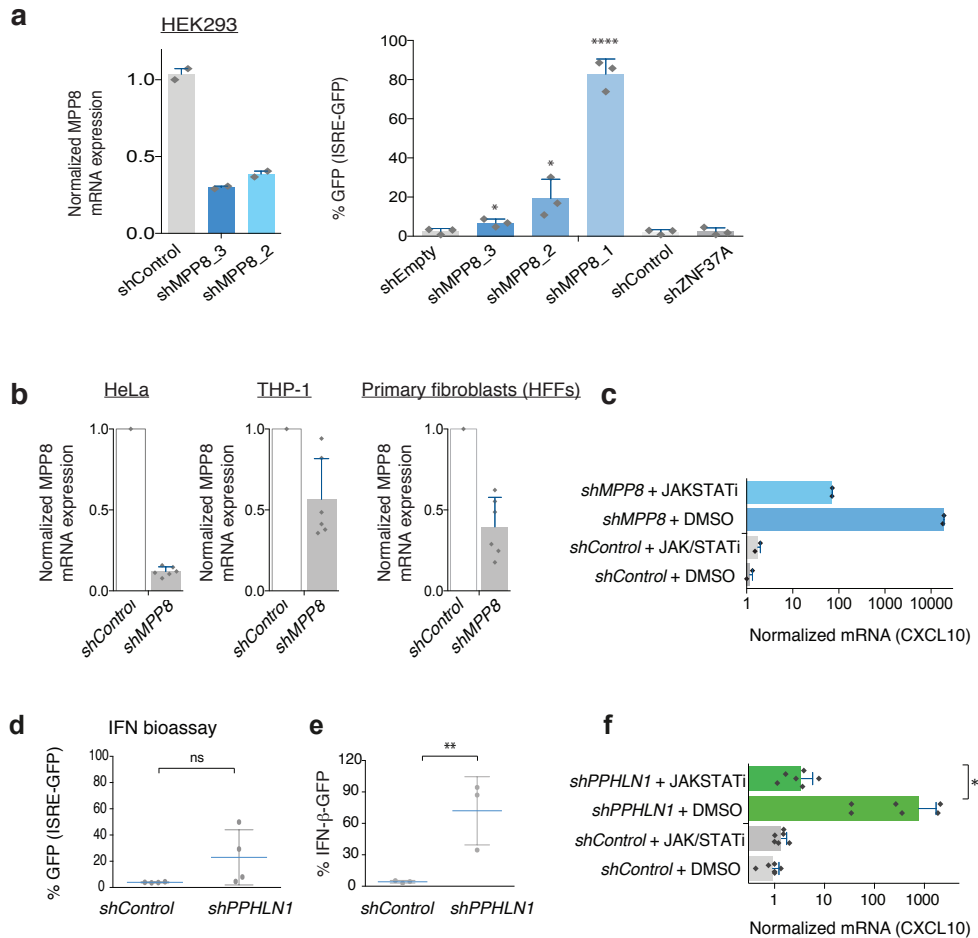 a
HEK293
Normalized MPP8
mRNA expression
1.0
0.5
0.0
shControl
shMPP8_3
shMPP8_2
% GFP (ISRE-GFP)
100
80
60
40
20
0
*
*
****
shEmpty
shMPP8_3
shMPP8_2
shMPP8_1
shControl
shZNF37A
b
HeLa
Normalized MPP8
mRNA expression
1.0
0.5
0.0
shControl
shMPP8
THP-1
Normalized MPP8
mRNA expression
1.0
0.5
0.0
shControl
shMPP8
Primary fibroblasts (HFFs)
Normalized MPP8
mRNA expression
1.0
0.5
0.0
shControl
shMPP8
c
shMPP8 + JAKSTATi
shMPP8 + DMSO
shControl + JAK/STATi
shControl + DMSO
1 10 100 1000 10000
Normalized mRNA (CXCL10)
d
IFN bioassay
% GFP (ISRE-GFP)
100
80
60
40
20
0
ns
shControl
shPPHLN1
e
% IFN-β-GFP
120
90
60
30
0
**
shControl
shPPHLN1
f
shPPHLN1 + JAKSTATi
shPPHLN1 + DMSO
shControl + JAK/STATi
shControl + DMSO
*
1 10 100 1000
Normalized mRNA (CXCL10)